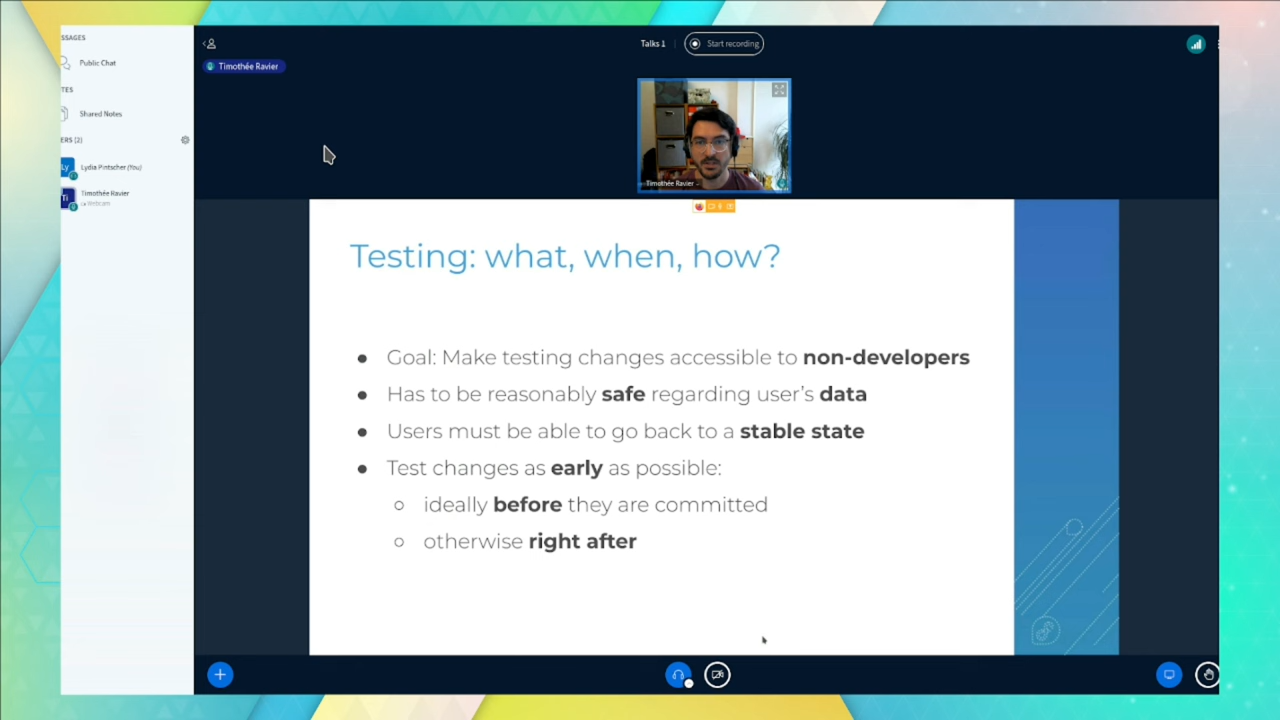 SSAGES
Public Chat
TES
Shared Notes
ERS (2)
Ly
Lydia Pintscher (You)
Ti
Timothée Ravier
Webcam
Timothée Ravier
Talks 1
Start recording
Timothée Ravier
Testing: what, when, how?
● Goal: Make testing changes accessible to non-developers
● Has to be reasonably safe regarding user's data
● Users must be able to go back to a stable state
● Test changes as early as possible:
○ ideally before they are committed
○ otherwise right after